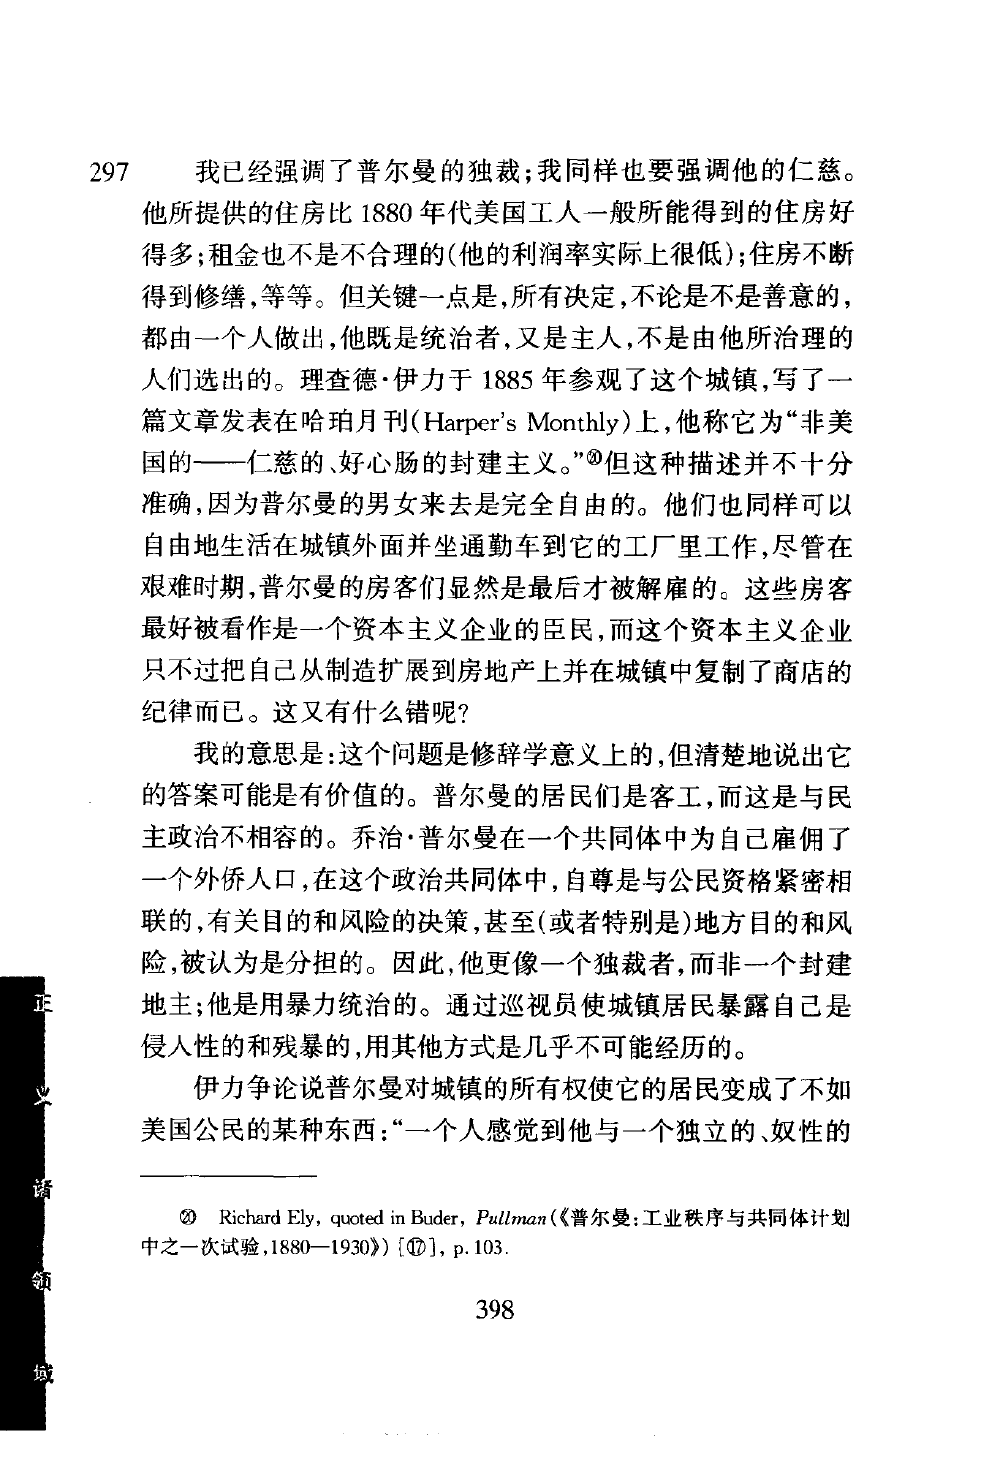 297 我已经强调了普尔曼的独裁;我同样也要强调他的仁慈。
他所提供的住房比 1880 年代美国工人一般所能得到的住房好
得多;租金也不是不合理的(他的利润率实际上很低);住房不断
得到修缮,等等。但关键一点是,所有决定,不论是不是善意的,
都由一个人做出,他既是统治者,又是主人,不是由他所治理的
人们选出的。理查德·伊力于 1885 年参观了这个城镇,写了一
篇文章发表在哈珀月刊(Harper's Monthly)上,他称它为“非美
国的——仁慈的、好心肠的封建主义。”⑳但这种描述并不十分
准确,因为普尔曼的男女来去是完全自由的。他们也同样可以
自由地生活在城镇外面并坐通勤车到它的工厂里工作,尽管在
艰难时期,普尔曼的房客们显然是最后才被解雇的。这些房客
最好被看作是一个资本主义企业的臣民,而这个资本主义企业
只不过把自己从制造扩展到房地产上并在城镇中复制了商店的
纪律而已。这又有什么错呢?
我的意思是:这个问题是修辞学意义上的,但清楚地说出它
的答案可能是有价值的。普尔曼的居民们是客工,而这是与民
主政治不相容的。乔治·普尔曼在一个共同体中为自己雇佣了
一个外侨人口,在这个政治共同体中,自尊是与公民资格紧密相
联的,有关目的和风险的决策,甚至(或者特别是)地方目的和风
险,被认为是分担的。因此,他更像一个独裁者,而非一个封建
地主;他是用暴力统治的。通过巡视员使城镇居民暴露自己是
侵人性的和残暴的,用其他方式是几乎不可能经历的。
伊力争论说普尔曼对城镇的所有权使它的居民变成了不如
美国公民的某种东西:“一个人感觉到他与一个独立的、奴性的
⑳ Richard Ely, quoted in Buder, Pullman(《普尔曼:工业秩序与共同体计划
中之一次试验,1880—1930》)[⑰], p.103.
398
正
义
诸
领
域